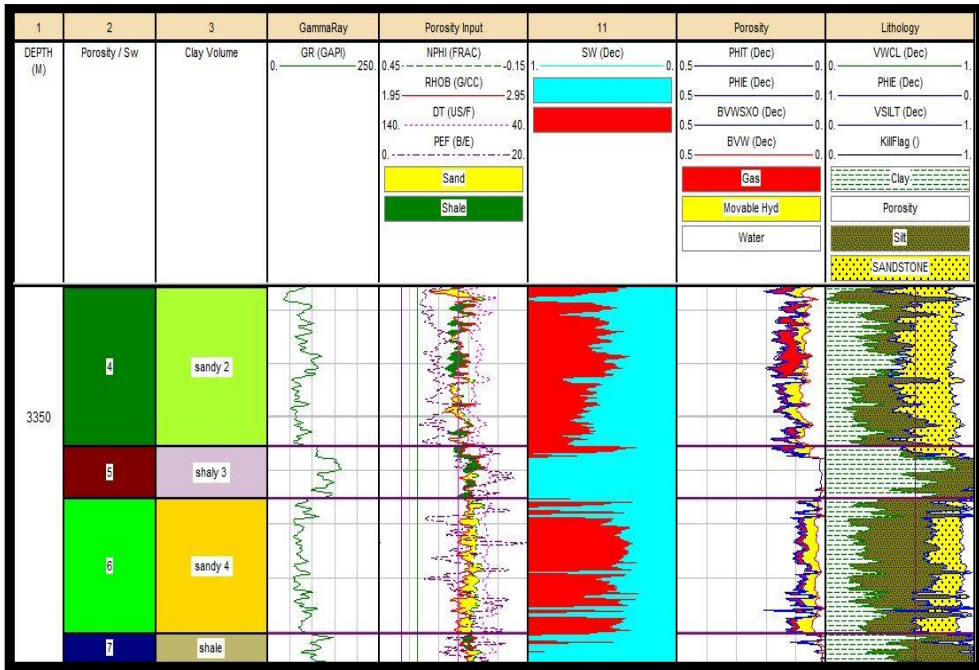 1 2 3 GammaRay Porosity Input 11 Porosity Lithology
DEPTH (M)
Porosity / Sw
Clay Volume
GR (GAPI)
0. 250.
NPHI (FRAC)
0.45 -0.15
RHOB (G/CC)
1.95 2.95
DT (US/F)
140. 40.
PEF (B/E)
0. 20.
Sand
Shale
SW (Dec)
1. 0.
PHIT (Dec)
0.5 0.
PHIE (Dec)
0.5 0.
BVWSXO (Dec)
0.5 0.
BVW (Dec)
0.5 0.
Gas
Movable Hyd
Water
VWCL (Dec)
0. 1.
PHIE (Dec)
1. 0.
VSILT (Dec)
0. 1.
KillFlag ()
0. 1.
Clay
Porosity
Silt
SANDSTONE
4 sandy 2
3350
5 shaly 3
6 sandy 4
7 shale